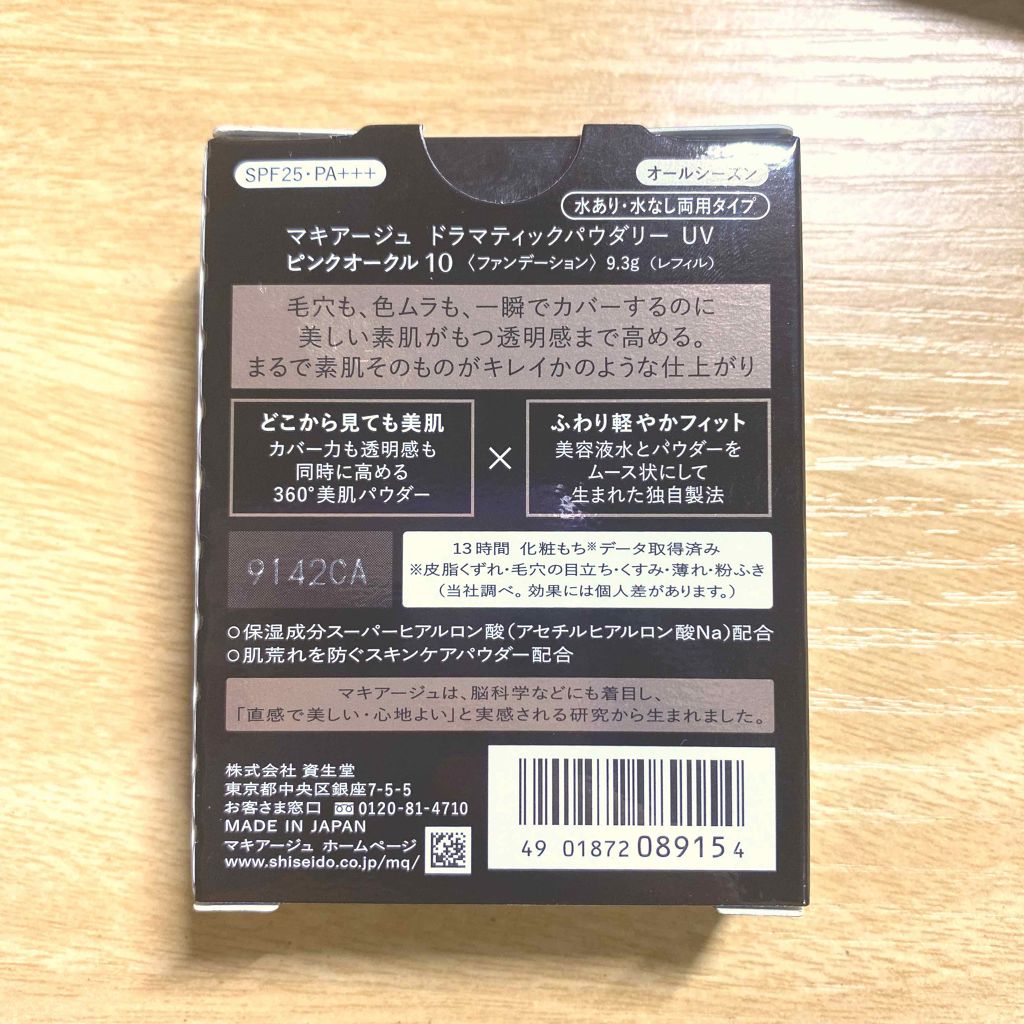 SPF25・PA+++
オールシーズン
水あり・水なし両用タイプ
マキアージュ ドラマティックパウダリー UV
ピンクオークル 10 〈ファンデーション〉 9.3g (レフィル)
毛穴も、色ムラも、一瞬でカバーするのに
美しい素肌がもつ透明感まで高める。
まるで素肌そのものがキレイかのような仕上がり
どこから見ても美肌
カバー力も透明感も
同時に高める
360°美肌パウダー
×
ふわり軽やかフィット
美容液水とパウダーを
ムース状にして
生まれた独自製法
9142CA
13時間 化粧もち※データ取得済み
※皮脂くずれ・毛穴の目立ち・くすみ・薄れ・粉ふき
(当社調べ。効果には個人差があります。)
○保湿成分スーパーヒアルロン酸(アセチルヒアルロン酸Na)配合
○肌荒れを防ぐスキンケアパウダー配合
マキアージュは、脳科学などにも着目し、
「直感で美しい・心地よい」と実感される研究から生まれました。
株式会社 資生堂
東京都中央区銀座7-5-5
お客さま窓口 0120-81-4710
MADE IN JAPAN
マキアージュ ホームページ
www.shiseido.co.jp/mq/
49 01872 08915 4